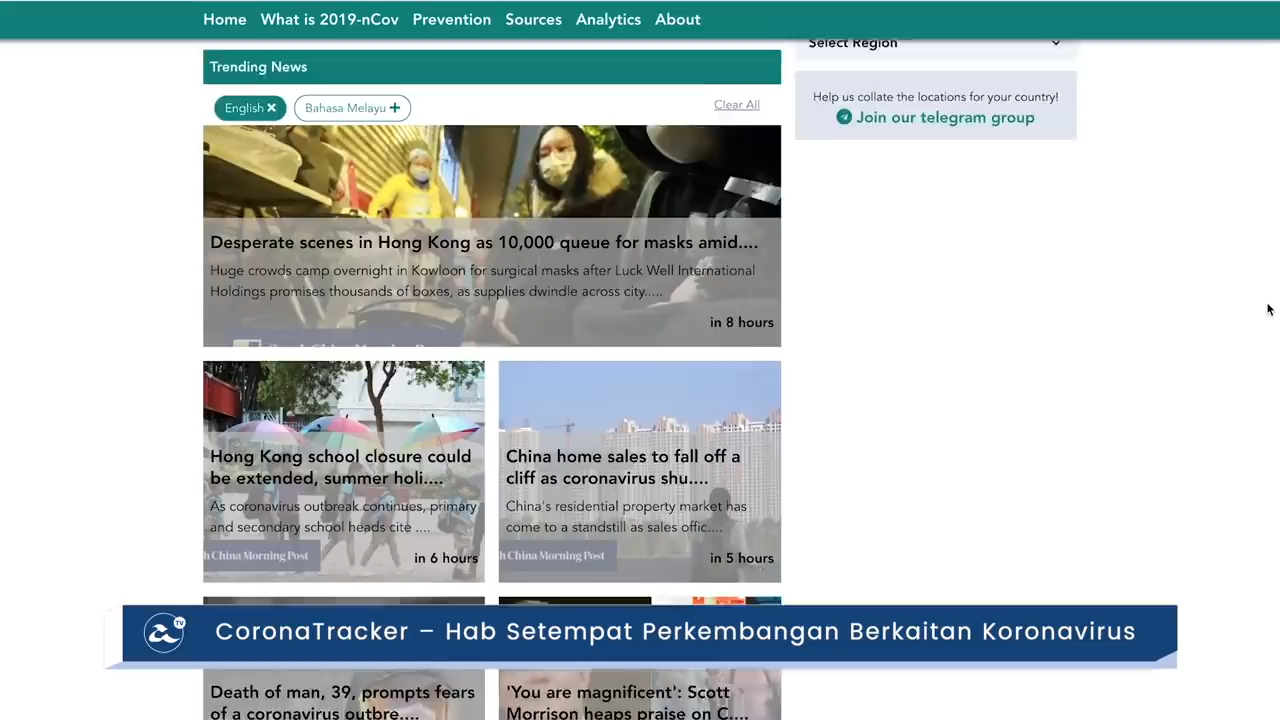 Home What is 2019-nCov Prevention Sources Analytics About
Select Region
Trending News
English
Bahasa Melayu
Clear All
Help us collate the locations for your country!
Join our telegram group
Desperate scenes in Hong Kong as 10,000 queue for masks amid....
Huge crowds camp overnight in Kowloon for surgical masks after Luck Well International
Holdings promises thousands of boxes, as supplies dwindle across city.....
in 8 hours
Hong Kong school closure could
be extended, summer holi....
As coronavirus outbreak continues, primary
and secondary school heads cite ....
h China Morning Post
in 6 hours
China home sales to fall off a
cliff as coronavirus shu....
China's residential property market has
come to a standstill as sales offic....
h China Morning Post
in 5 hours
TV
CoronaTracker – Hab Setempat Perkembangan Berkaitan Koronavirus
Death of man, 39, prompts fears
of a coronavirus outbre....
'You are magnificent': Scott
Morrison heaps praise on C....